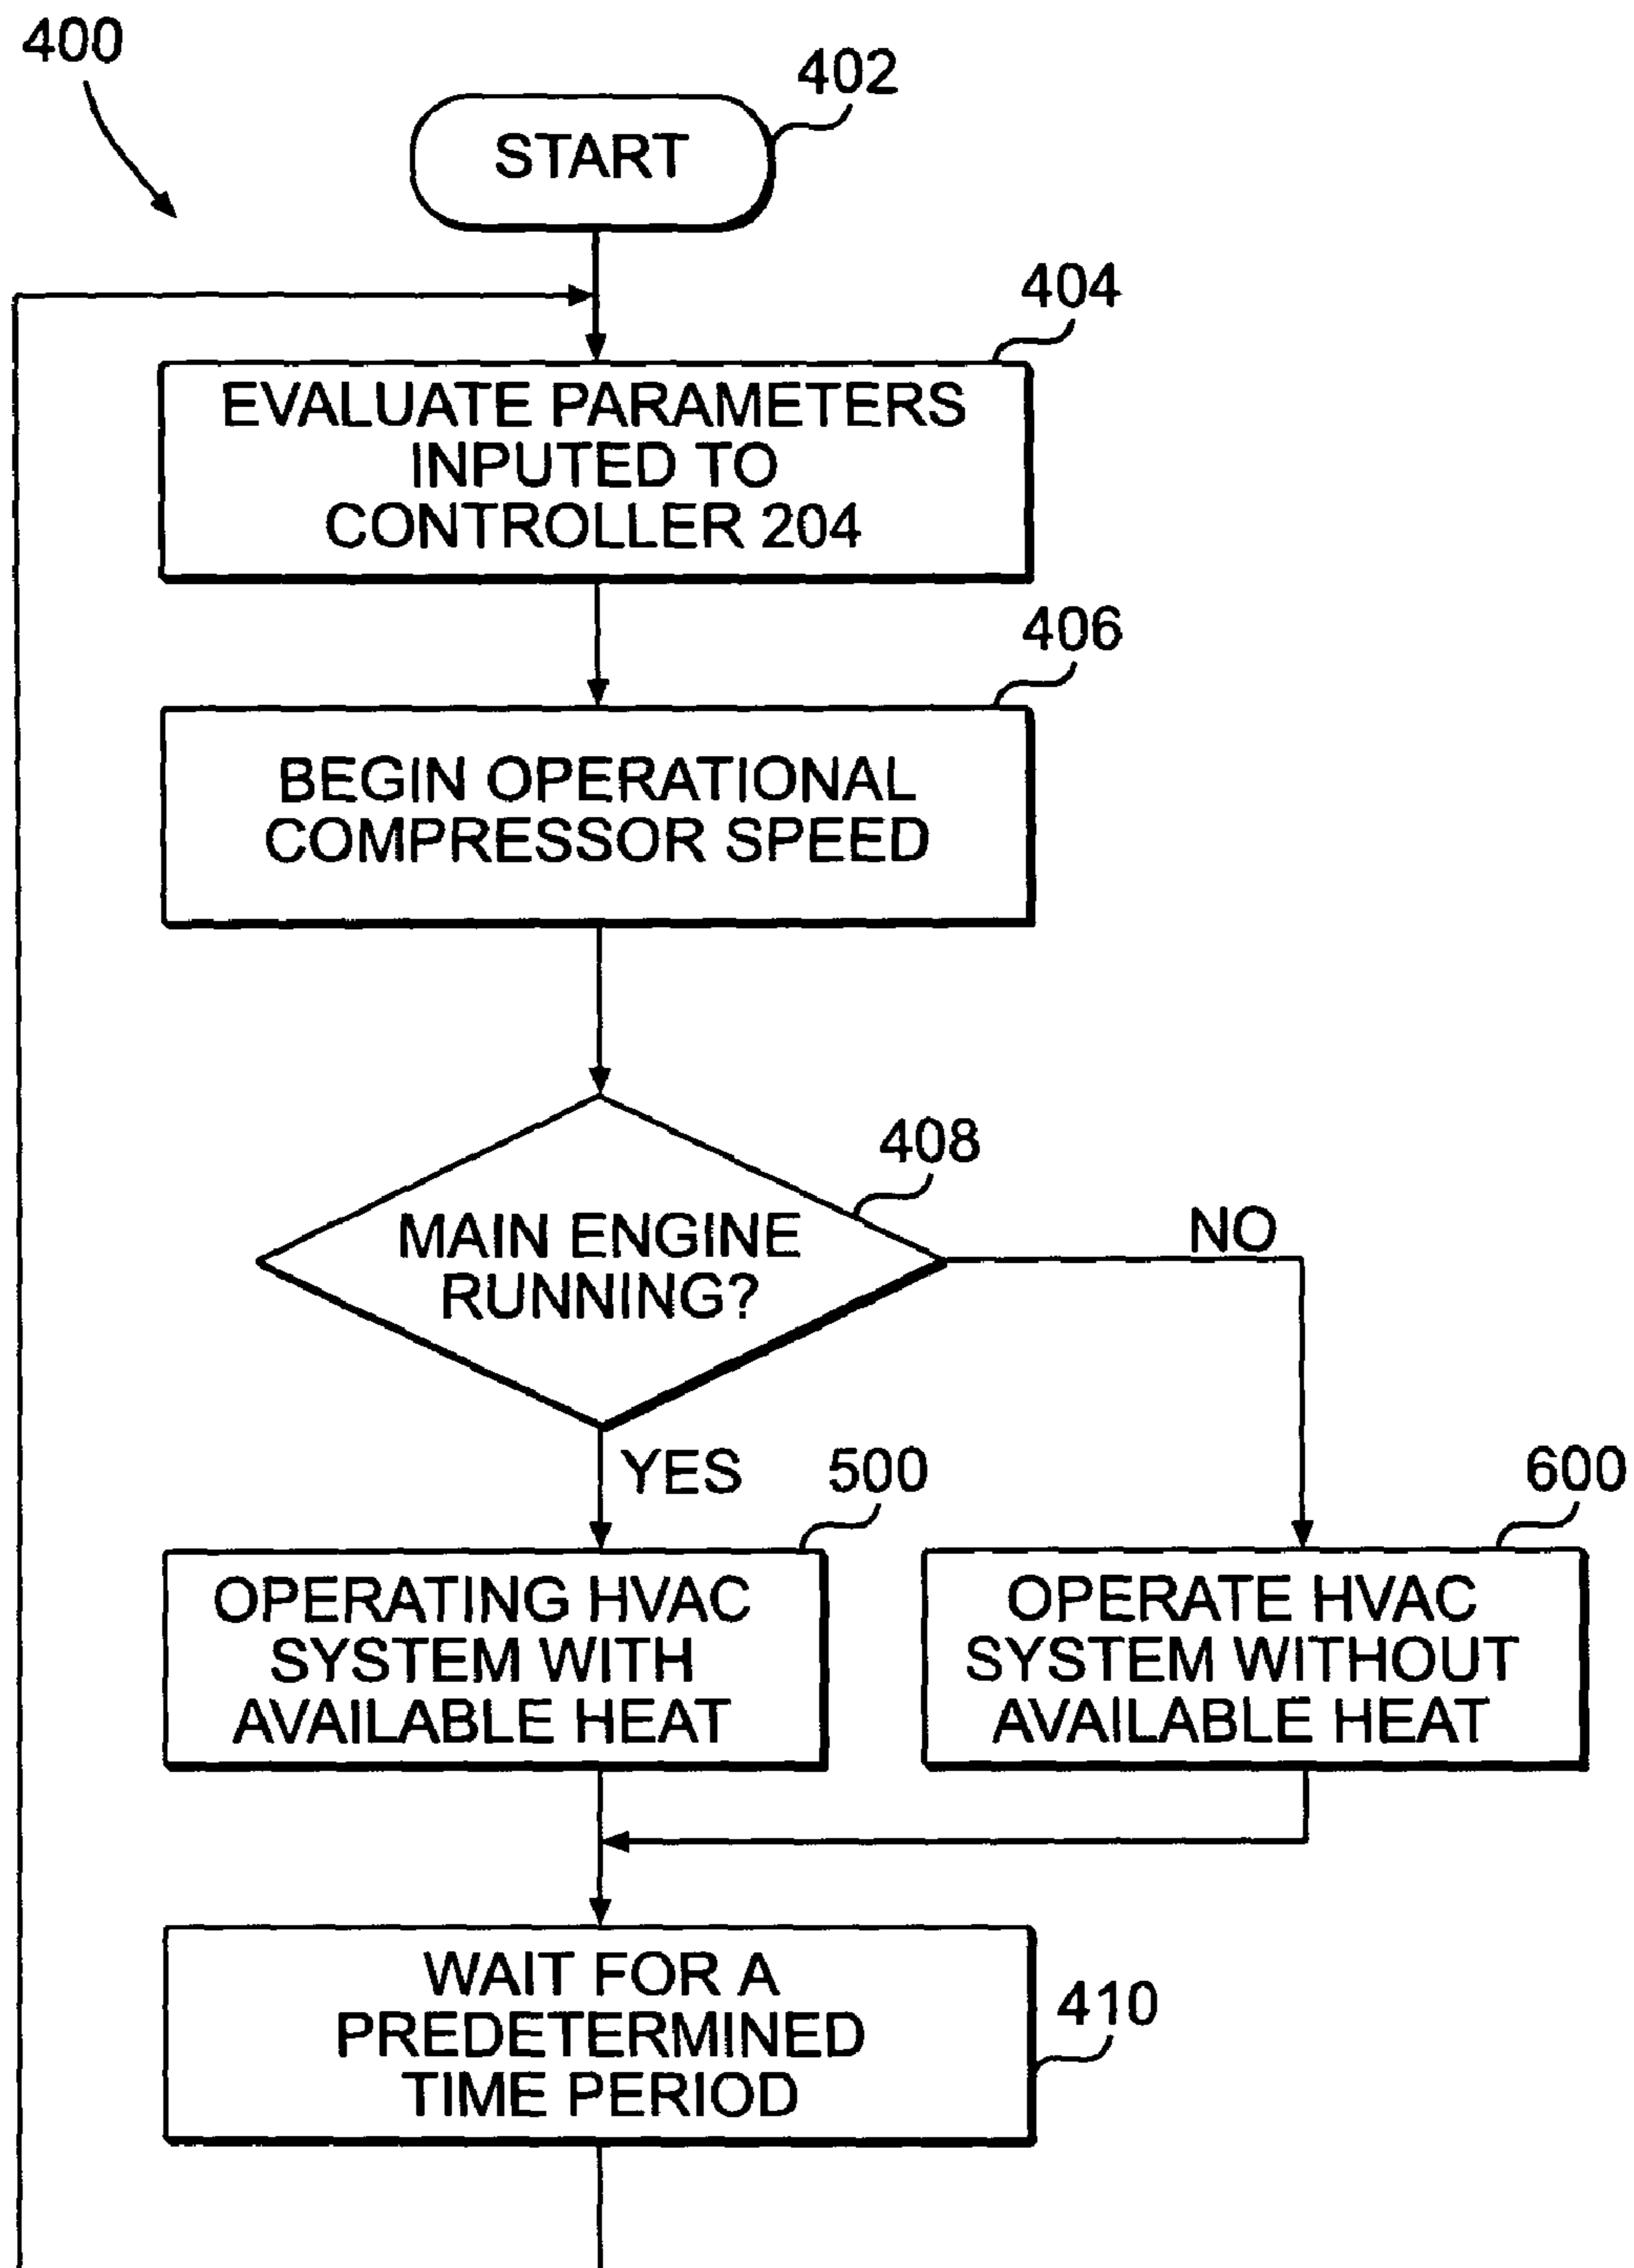 400
402
START
404
EVALUATE PARAMETERS
INPUTED TO
CONTROLLER 204
406
BEGIN OPERATIONAL
COMPRESSOR SPEED
408
MAIN ENGINE
RUNNING?
NO
YES
500
600
OPERATING HVAC
SYSTEM WITH
AVAILABLE HEAT
OPERATE HVAC
SYSTEM WITHOUT
AVAILABLE HEAT
WAIT FOR A
PREDETERMINED
TIME PERIOD
410